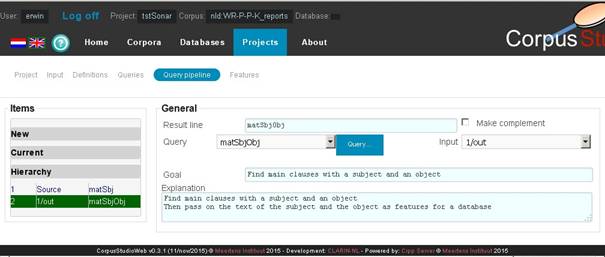 User: erwin Log off Project: tstSonar Corpus: nld:WR-P-P-K_reports Database:
Home Corpora Databases Projects About
Corpus
Project Input Definitions Queries Query pipeline Features
Items
New
Current
Hierarchy
1 Source matSbj
2 1/out matSbjObj
General
Result line matSbjObj Make complement
Query matSbjObj Query... Input 1/out
Goal Find main clauses with a subject and an object
Explanation
Find main clauses with a subject and an object
Then pass on the text of the subject and the object as features for a database
CorpusStudioWeb v0.3.1 (11/nov/2015) © Meertens Instituut 2015 - Development: CLARIN-NL - Powered by: Crpp Server © Meertens Instituut 2015